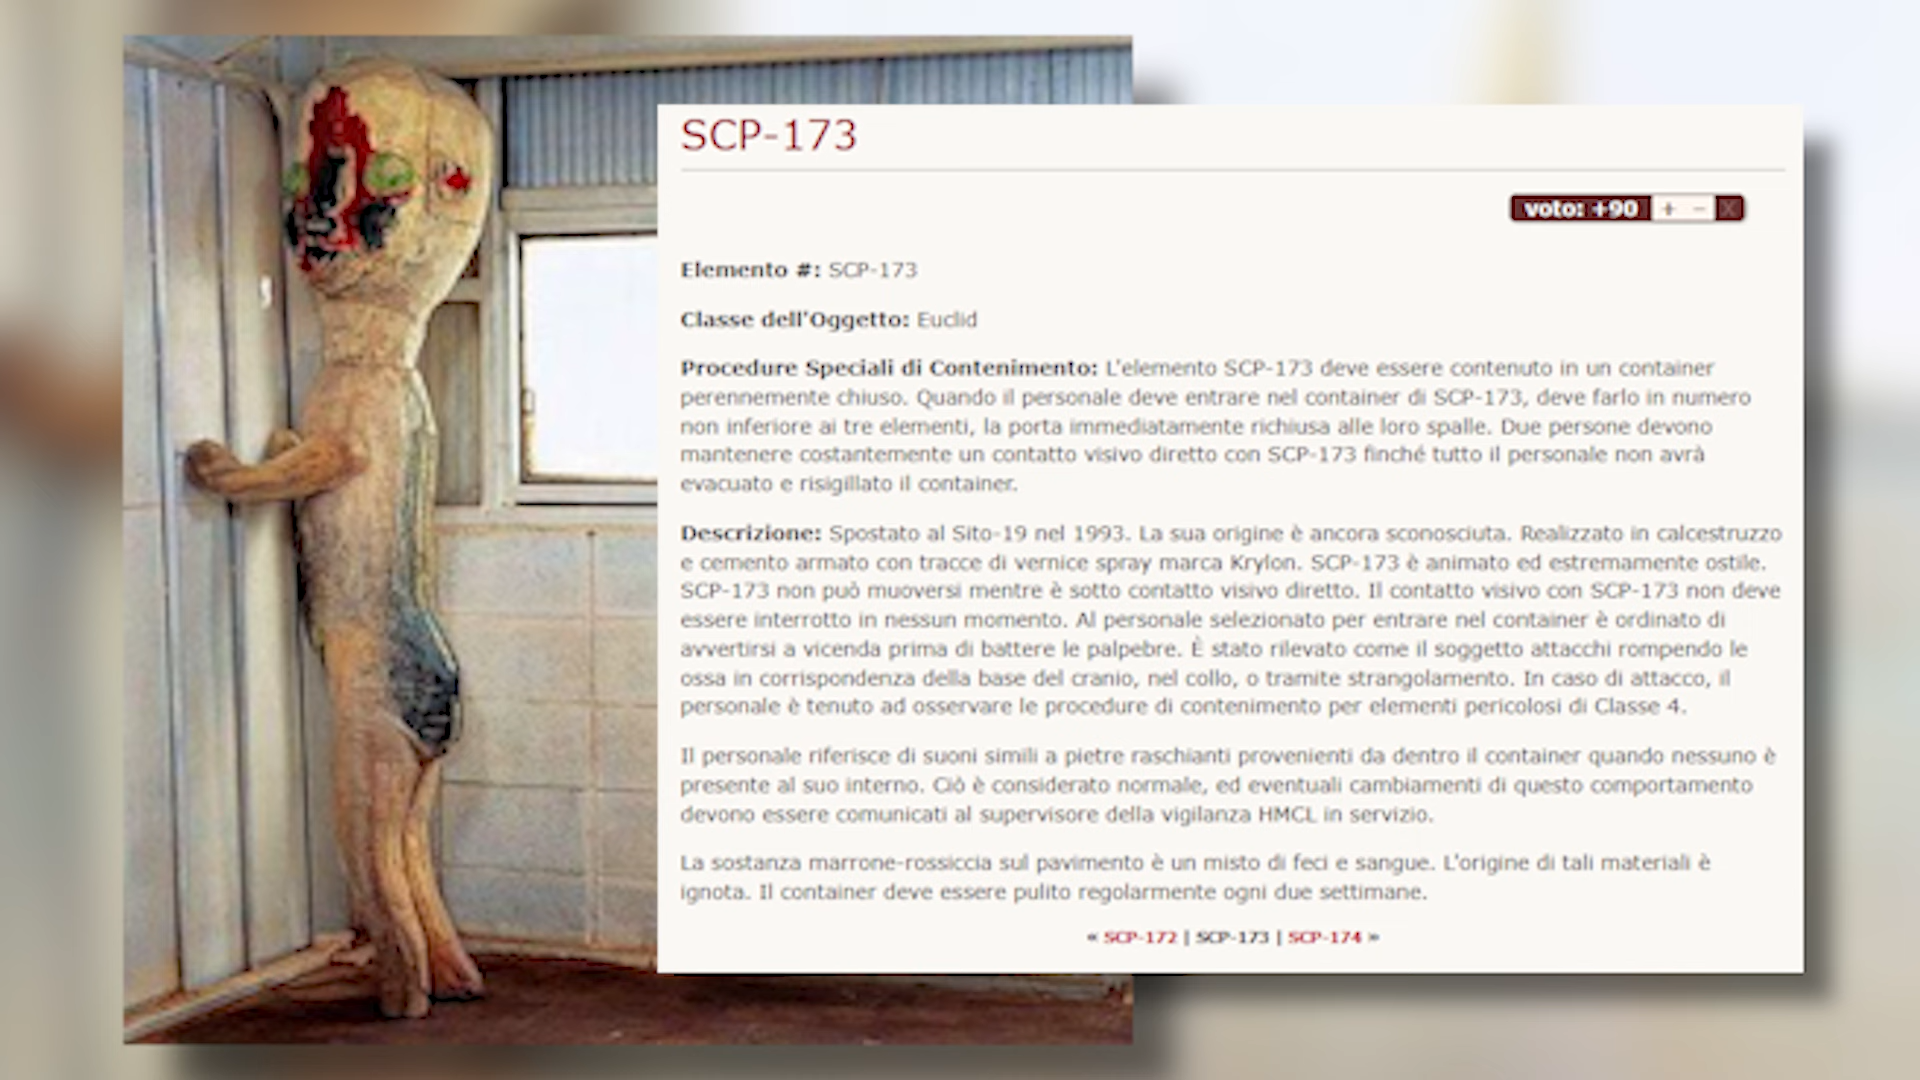 SCP-173
voto: +90 + – X
Elemento #: SCP-173
Classe dell'Oggetto: Euclid
Procedure Speciali di Contenimento: L'elemento SCP-173 deve essere contenuto in un container
perennemente chiuso. Quando il personale deve entrare nel container di SCP-173, deve farlo in numero
non inferiore ai tre elementi, la porta immediatamente richiusa alle loro spalle. Due persone devono
mantenere costantemente un contatto visivo diretto con SCP-173 finché tutto il personale non avrà
evacuato e risigillato il container.
Descrizione: Spostato al Sito-19 nel 1993. La sua origine è ancora sconosciuta. Realizzato in calcestruzzo
e cemento armato con tracce di vernice spray marca Krylon. SCP-173 è animato ed estremamente ostile.
SCP-173 non può muoversi mentre è sotto contatto visivo diretto. Il contatto visivo con SCP-173 non deve
essere interrotto in nessun momento. Al personale selezionato per entrare nel container è ordinato di
avvertirsi a vicenda prima di battere le palpebre. È stato rilevato come il soggetto attacchi rompendo le
ossa in corrispondenza della base del cranio, nel collo, o tramite strangolamento. In caso di attacco, il
personale è tenuto ad osservare le procedure di contenimento per elementi pericolosi di Classe 4.
Il personale riferisce di suoni simili a pietre raschianti provenienti da dentro il container quando nessuno è
presente al suo interno. Ciò è considerato normale, ed eventuali cambiamenti di questo comportamento
devono essere comunicati al supervisore della vigilanza HMCL in servizio.
La sostanza marrone-rossiccia sul pavimento è un misto di feci e sangue. L'origine di tali materiali è
ignota. Il container deve essere pulito regolarmente ogni due settimane.
« SCP-172 | SCP-173 | SCP-174 »